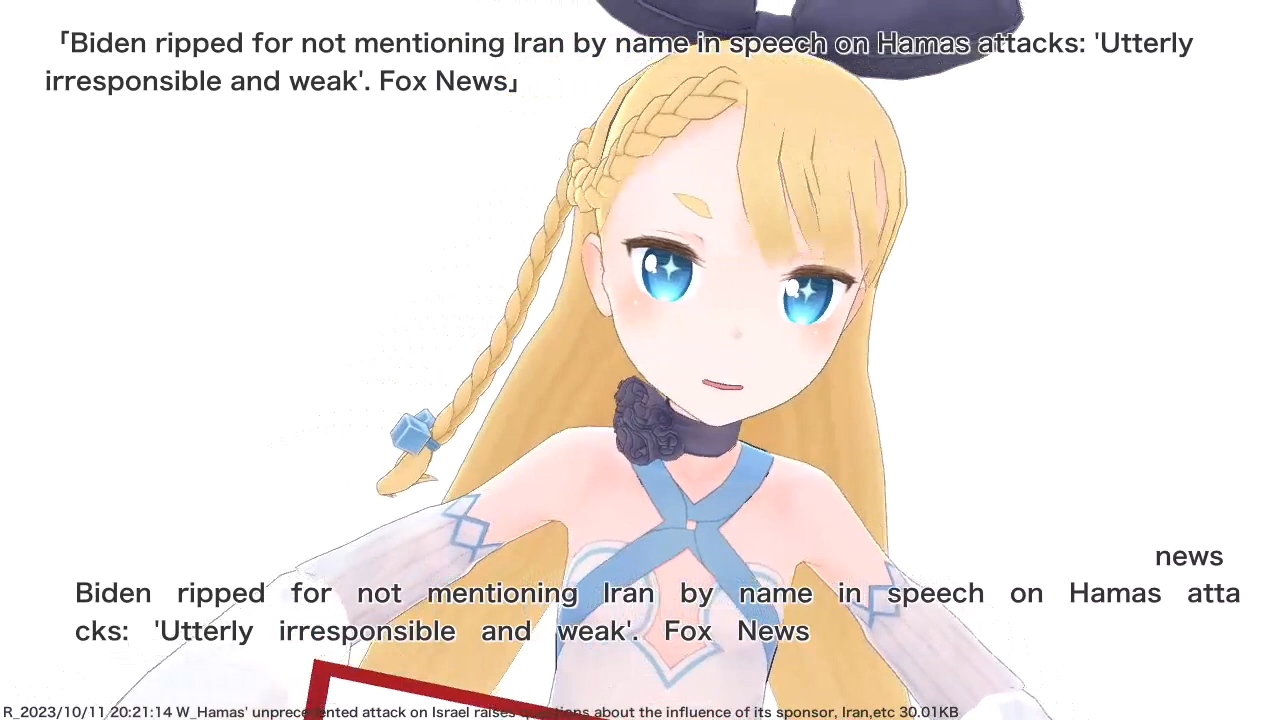 「Biden ripped for not mentioning Iran by name in speech on Hamas attacks: 'Utterly
irresponsible and weak'. Fox News」
news
Biden ripped for not mentioning Iran by name in speech on Hamas atta
cks: 'Utterly irresponsible and weak'. Fox News
R_2023/10/11 20:21:14 W_Hamas' unprecedented attack on Israel raises questions about the influence of its sponsor, Iran,etc 30.01KB